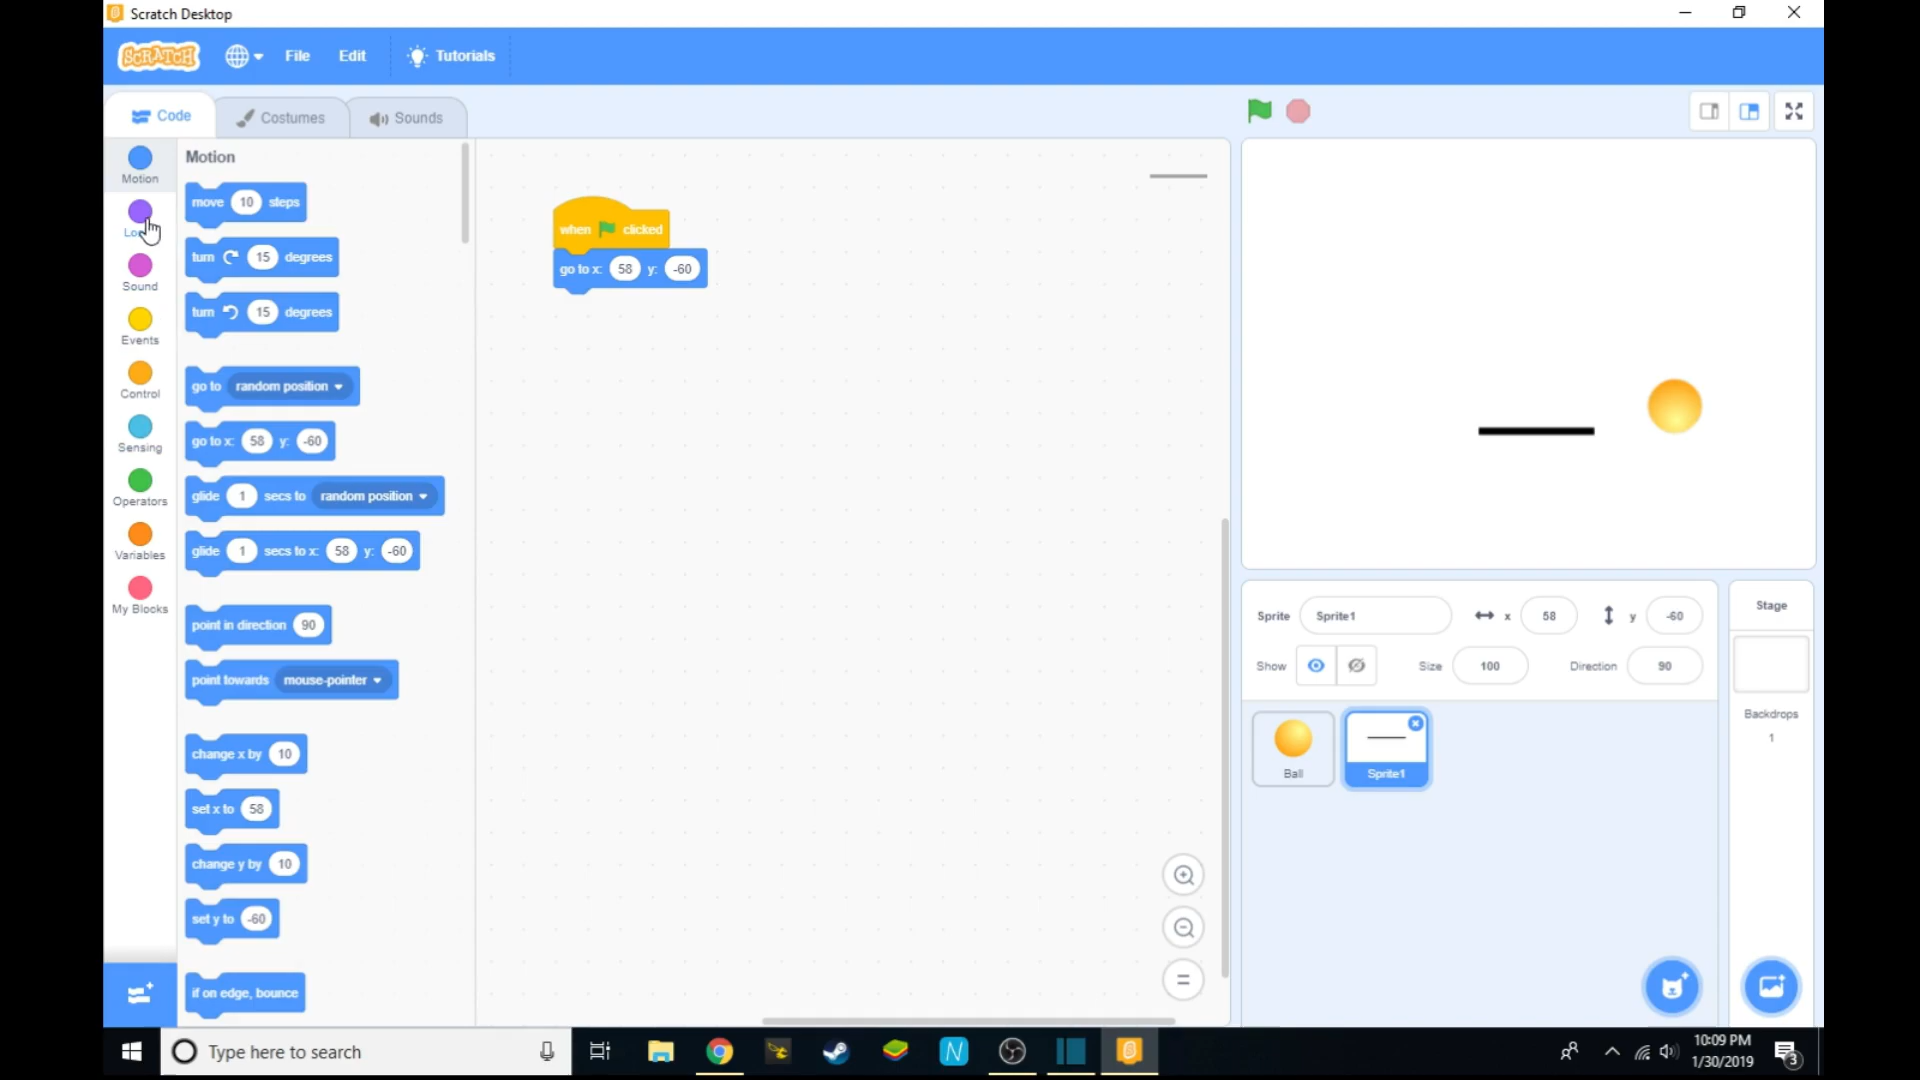 Scratch Desktop
SCRATCH File Edit Tutorials
Code Costumes Sounds
Motion
Sound
Events
Control
Sensing
Operators
Variables
My Blocks
Motion
move 10 steps
turn 15 degrees
turn 15 degrees
go to random position
go to x: 58 y: -60
glide 1 secs to random position
glide 1 secs to x: 58 y: -60
point in direction 90
point towards mouse-pointer
change x by 10
set x to 58
change y by 10
set y to -60
if on edge, bounce
when clicked
go to x: 58 y: -60
Sprite Sprite1 x 58 y -60
Show Size 100 Direction 90
Ball
Sprite1
Stage
Backdrops
1
Type here to search
10:09 PM
1/30/2019
3